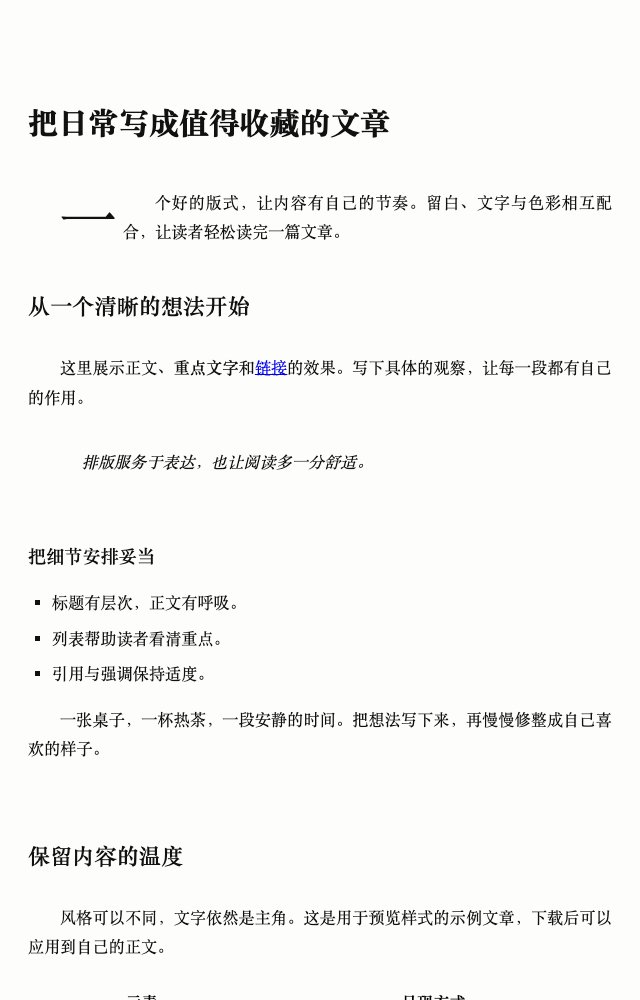 把日常写成值得收藏的文章
一个好的版式，让内容有自己的节奏。留白、文字与色彩相互配
合，让读者轻松读完一篇文章。
从一个清晰的想法开始
这里展示正文、重点文字和链接的效果。写下具体的观察，让每一段都有自己
的作用。
排版服务于表达，也让阅读多一分舒适。
把细节安排妥当
标题有层次，正文有呼吸。
列表帮助读者看清重点。
引用与强调保持适度。
一张桌子，一杯热茶，一段安静的时间。把想法写下来，再慢慢修整成自己喜
欢的样子。
保留内容的温度
风格可以不同，文字依然是主角。这是用于预览样式的示例文章，下载后可以
应用到自己的正文。